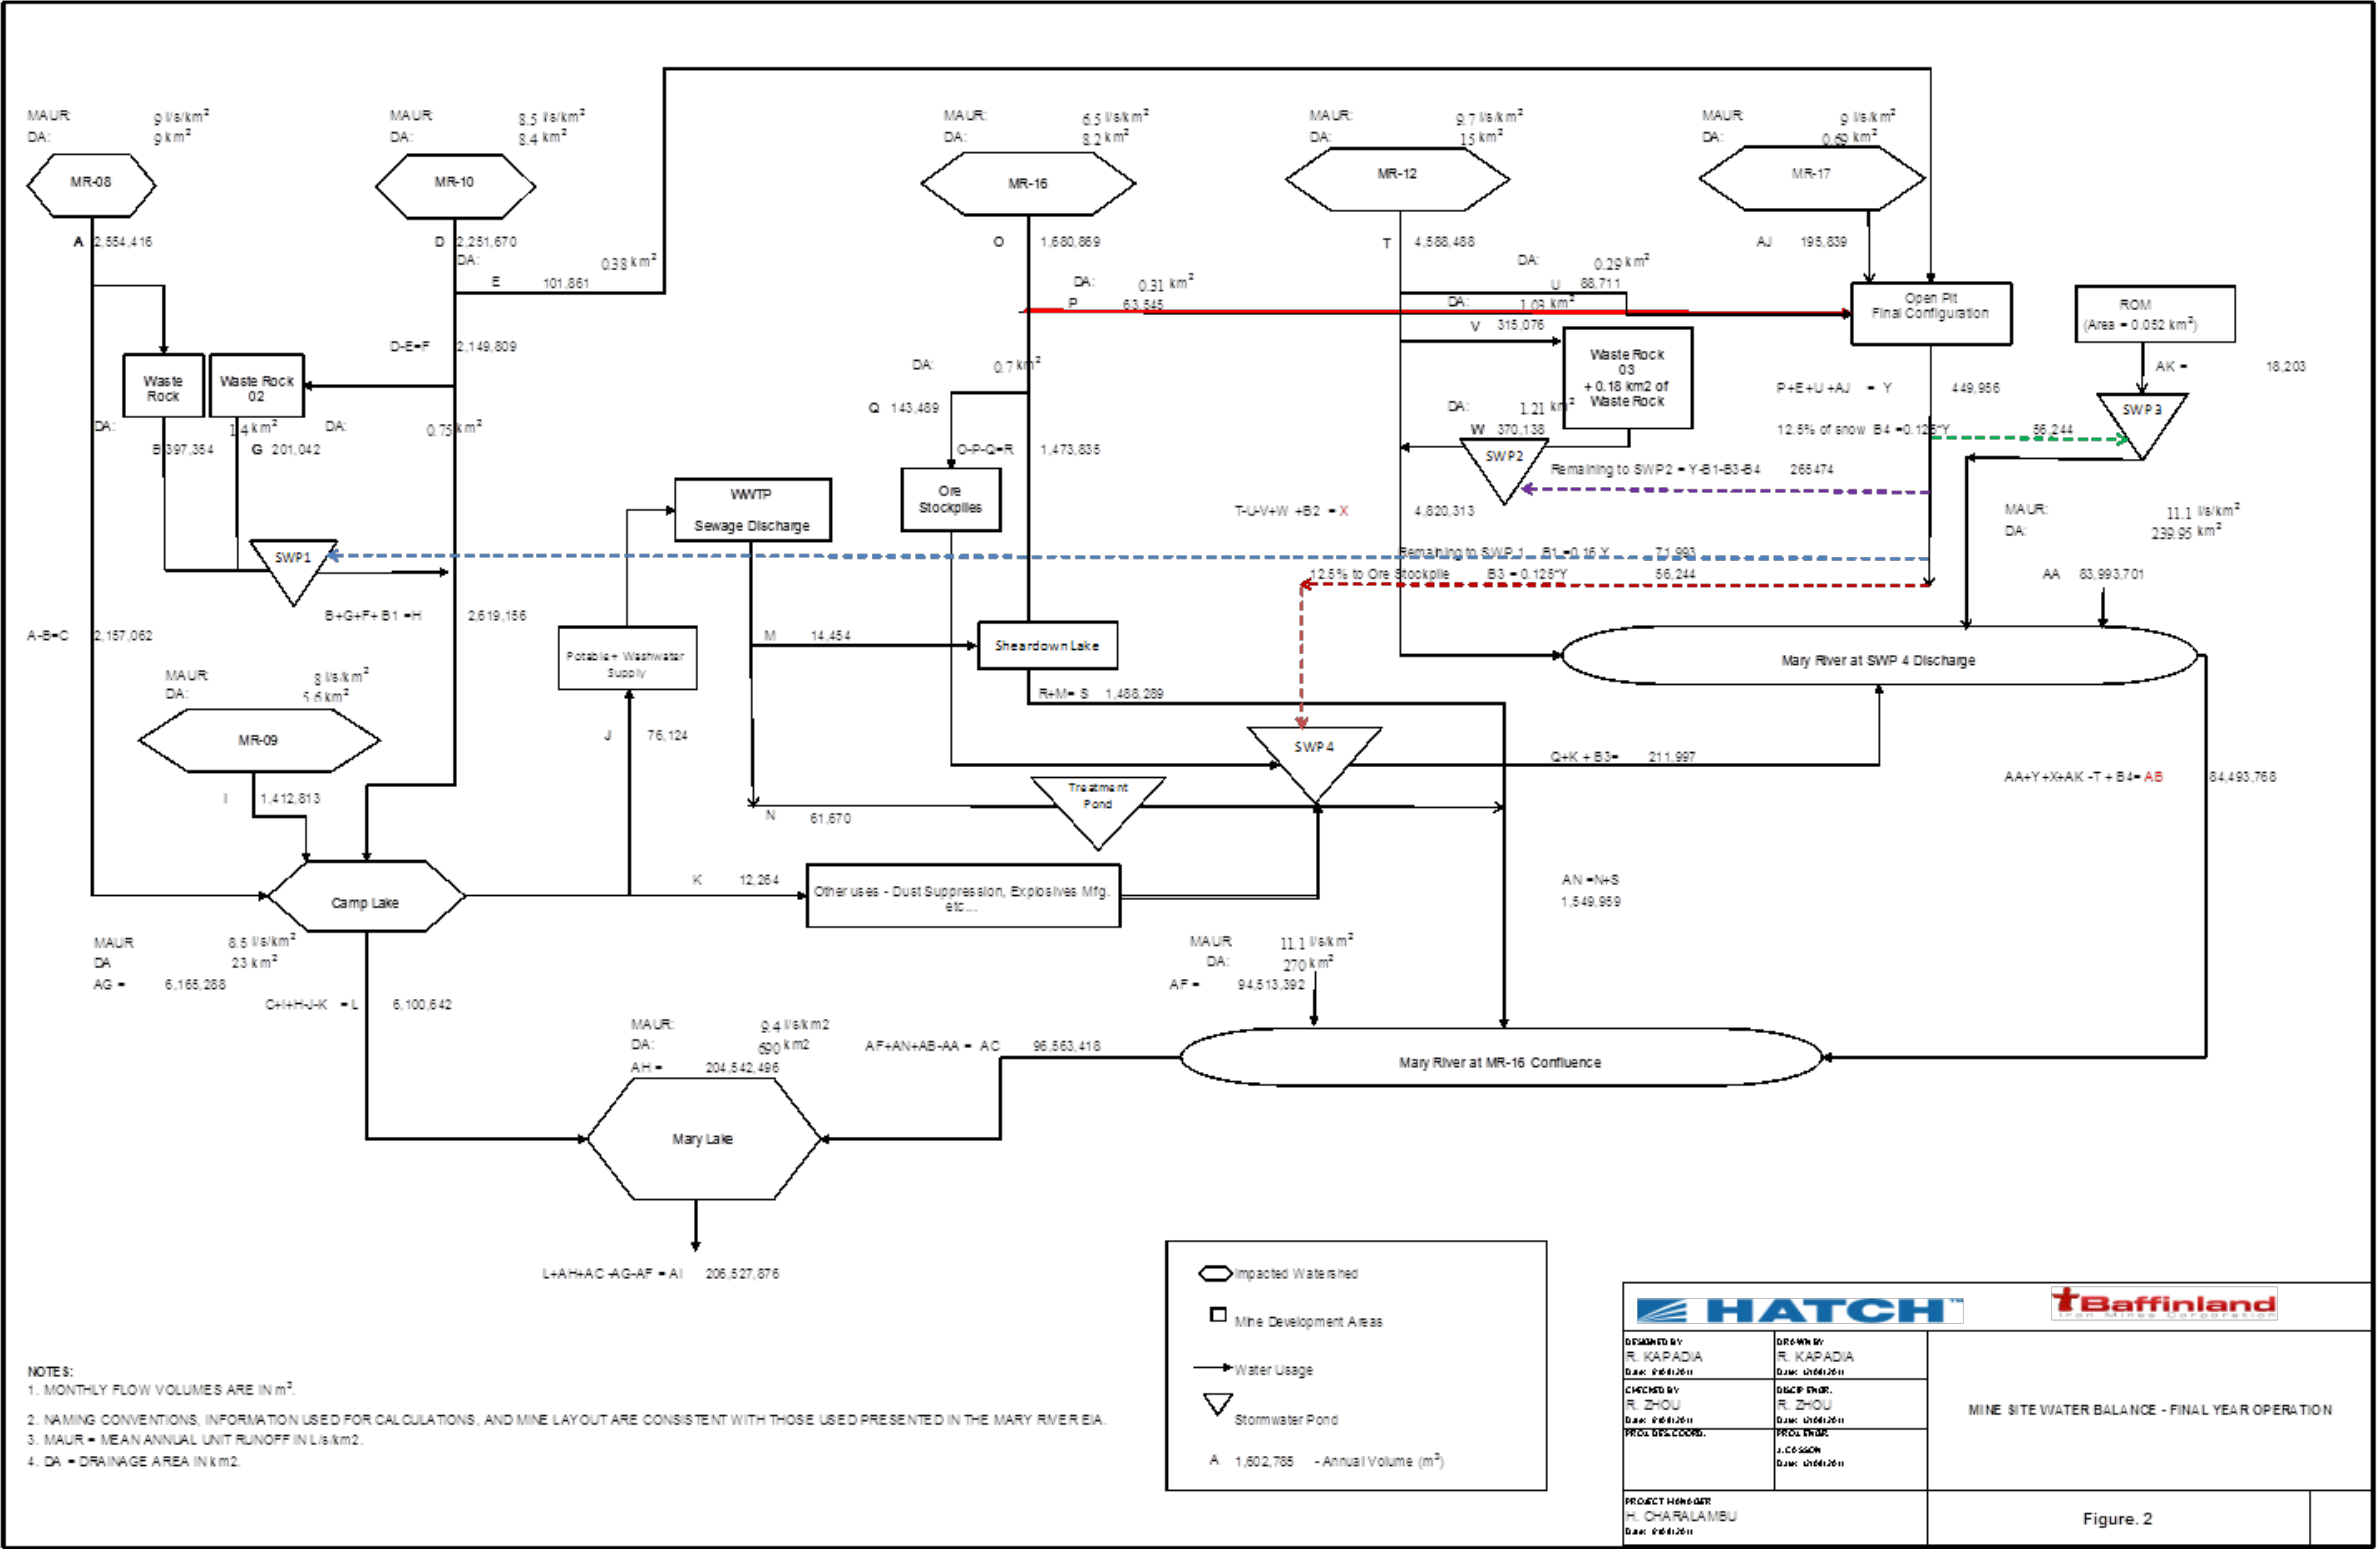 MAUR: 9 l/s/km²
DA: 9 km²
MR-08
A 2,554,416
MAUR: 8.5 l/s/km²
DA: 8.4 km²
MR-10
D 2,251,670
DA: 0.38 km²
E 101,861
D-E=F 2,149,809
MAUR: 6.5 l/s/km²
DA: 8.2 km²
MR-16
O 1,680,869
DA: 0.31 km²
P 63,545
DA: 0.7 km²
Q 143,489
O-P-Q=R 1,473,835
MAUR: 9.7 l/s/km²
DA: 15 km²
MR-12
T 4,588,488
DA: 0.29 km²
U 88,711
DA: 1.03 km²
V 315,076
MAUR: 9 l/s/km²
DA: 0.69 km²
MR-17
AJ 195,839
Open Pit
Final Configuration
ROM
(Area = 0.052 km²)
AK = 18,203
SWP3
Waste
Rock
Waste Rock
02
DA: 1.4 km²
DA: 0.75 km²
B 397,354
G 201,042
SWP1
B+G+F+ B1 =H 2,619,156
A-B=C 2,157,062
Waste Rock
03
+ 0.18 km2 of
Waste Rock
DA: 1.21 km²
W 370,138
SWP2
P+E+U +AJ = Y 449,956
12.5% of snow B4 =0.125*Y 56,244
Remaining to SWP2 = Y-B1-B3-B4 265474
T-U-V+W +B2 = X 4,820,313
Remaining to SWP 1 B1 =0.16 Y 71,993
12.5% to Ore Stockpile B3 = 0.125*Y 56,244
MAUR: 11.1 l/s/km²
DA: 239.95 km²
AA 83,993,701
WWTP
Sewage Discharge
Ore
Stockpiles
Potable + Washwater
Supply
M 14,454
Sheardown Lake
R+M= S 1,488,289
Mary River at SWP 4 Discharge
MAUR: 8 l/s/km²
DA: 5.6 km²
MR-09
I 1,412,813
J 76,124
SWP4
Q+K + B3= 211,997
AA+Y+X+AK -T + B4= AB 84,493,768
Treatment
Pond
N 61,670
Camp Lake
K 12,264
Other uses - Dust Suppression, Explosives Mfg.
etc...
AN =N+S
1,549,959
MAUR 8.5 l/s/km²
DA 23 km²
AG = 6,165,288
C+I+H-J-K = L 6,100,642
MAUR 11.1 l/s/km²
DA: 270 km²
AF = 94,513,392
MAUR: 9.4 l/s/km2
DA: 690 km2
AH = 204,542,496
AF+AN+AB-AA = AC 96,563,418
Mary River at MR-16 Confluence
Mary Lake
L+AH+AC-AG-AF = AI 206,527,876
Impacted Watershed
Mine Development Areas
Water Usage
Stormwater Pond
A 1,602,785 - Annual Volume (m³)
NOTES:
1. MONTHLY FLOW VOLUMES ARE IN m³.
2. NAMING CONVENTIONS, INFORMATION USED FOR CALCULATIONS, AND MINE LAYOUT ARE CONSISTENT WITH THOSE USED PRESENTED IN THE MARY RIVER EIA.
3. MAUR = MEAN ANNUAL UNIT RUNOFF IN L/s/km2.
4. DA = DRAINAGE AREA IN km2.
HATCH™
Baffinland
Iron Mines Corporation
DESIGNED BY
R. KAPADIA
DRAWN BY
R. KAPADIA
CHECKED BY
R. ZHOU
DISCIP ENGR.
R. ZHOU
PROJ. DES. COORD.
PROJ. ENGR.
J. COSSON
PROJECT MANAGER
H. CHARALAMBU
MINE SITE WATER BALANCE - FINAL YEAR OPERATION
Figure. 2